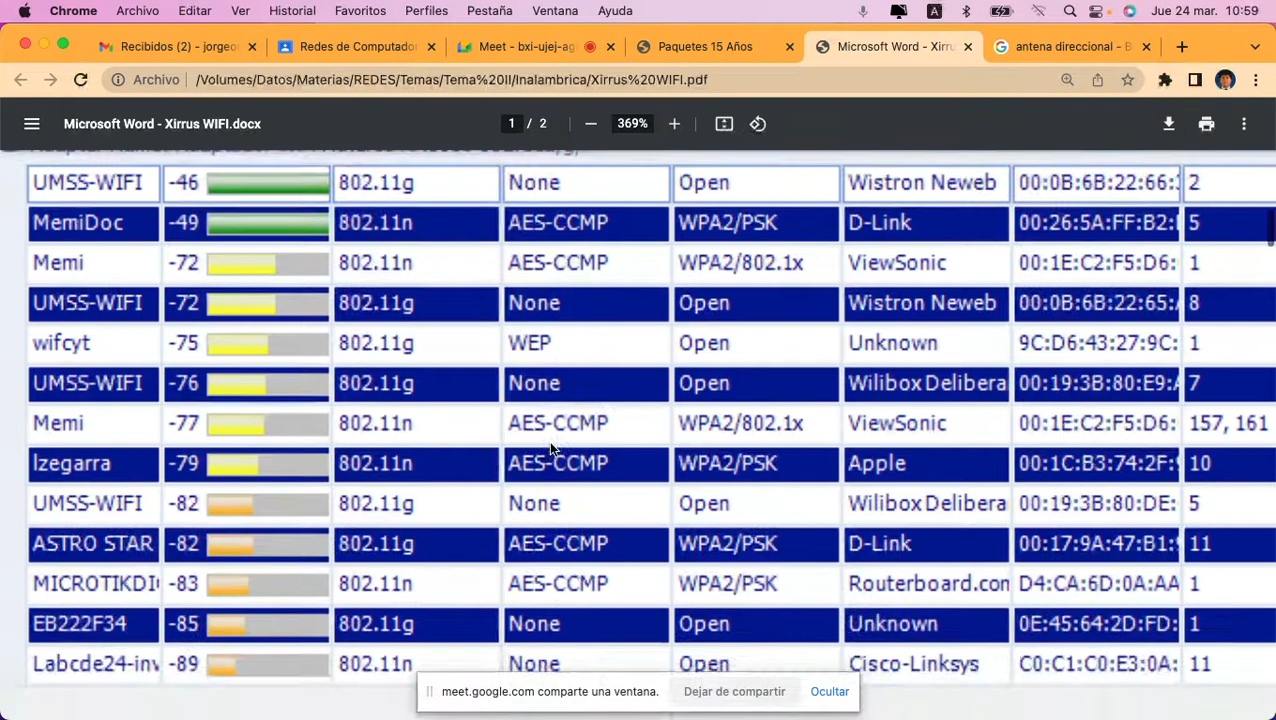 Chrome Archivo Editar Ver Historial Favoritos Perfiles Pestaña Ventana Ayuda A Jue 24 mar. 10:59
Recibidos (2) - jorgeo Redes de Computado Meet - bxi-ujej-ag Paquetes 15 Años Microsoft Word - Xirru antena direccional - B
Archivo /Volumes/Datos/Materias/REDES/Temas/Tema%20II/Inalambrica/Xirrus%20WIFI.pdf
Microsoft Word - Xirrus WIFI.docx 1 / 2 369%
UMSS-WIFI -46 802.11g None Open Wistron Neweb 00:0B:6B:22:66: 2
MemiDoc -49 802.11n AES-CCMP WPA2/PSK D-Link 00:26:5A:FF:B2: 5
Memi -72 802.11n AES-CCMP WPA2/802.1x ViewSonic 00:1E:C2:F5:D6: 1
UMSS-WIFI -72 802.11g None Open Wistron Neweb 00:0B:6B:22:65: 8
wifcyt -75 802.11g WEP Open Unknown 9C:D6:43:27:9C: 1
UMSS-WIFI -76 802.11g None Open Wilibox Delibera 00:19:3B:80:E9: 7
Memi -77 802.11n AES-CCMP WPA2/802.1x ViewSonic 00:1E:C2:F5:D6: 157, 161
lzegarra -79 802.11n AES-CCMP WPA2/PSK Apple 00:1C:B3:74:2F: 10
UMSS-WIFI -82 802.11g None Open Wilibox Delibera 00:19:3B:80:DE: 5
ASTRO STAR -82 802.11g AES-CCMP WPA2/PSK D-Link 00:17:9A:47:B1: 11
MICROTIKDI -83 802.11n AES-CCMP WPA2/PSK Routerboard.com D4:CA:6D:0A:AA 1
EB222F34 -85 802.11g None Open Unknown 0E:45:64:2D:FD: 1
Labcde24-inv -89 802.11n None Open Cisco-Linksys C0:C1:C0:E3:0A: 11
meet.google.com comparte una ventana. Dejar de compartir Ocultar